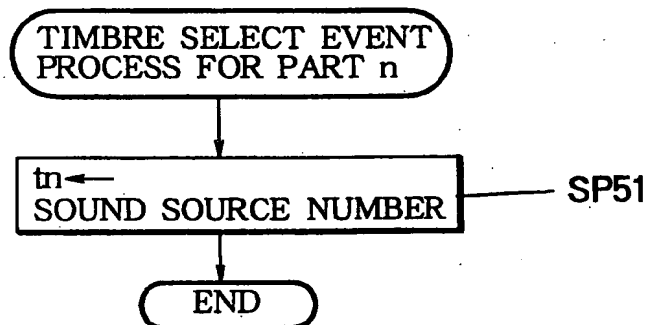 TIMBRE SELECT EVENT
PROCESS FOR PART n
tn←
SOUND SOURCE NUMBER
SP51
END